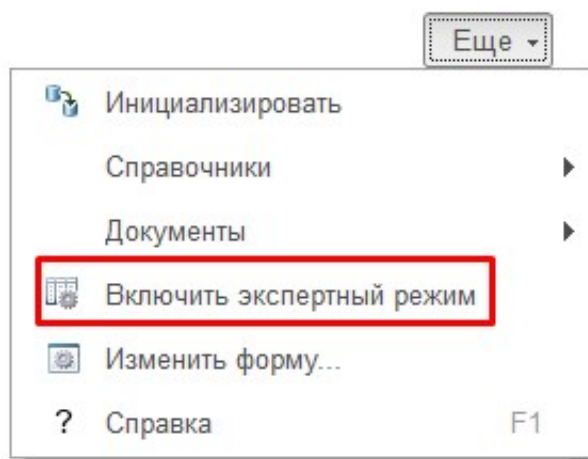 Еще
Инициализировать
Справочники
Документы
Включить экспертный режим
Изменить форму...
? Справка F1